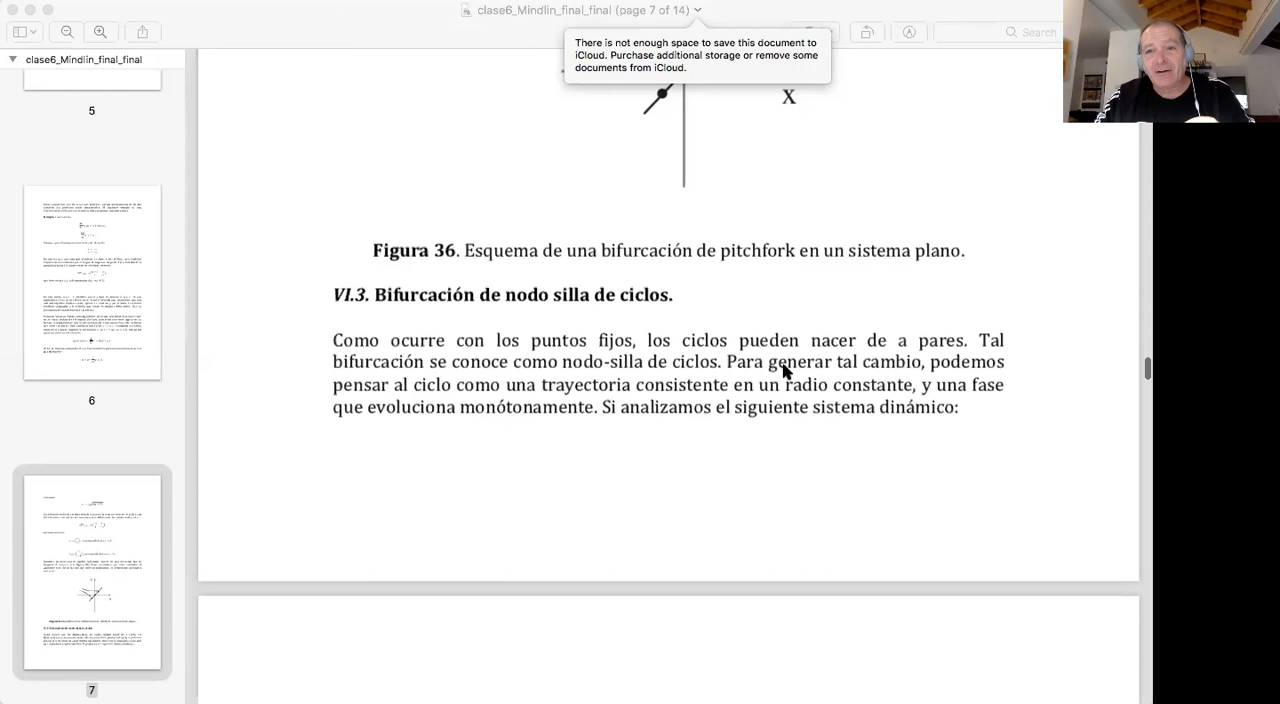 clase6_Mindlin_final_final (page 7 of 14)
Search
There is not enough space to save this document to
iCloud. Purchase additional storage or remove some
documents from iCloud.
clase6_Mindlin_final_final
5
6
7
X
Figura 36. Esquema de una bifurcación de pitchfork en un sistema plano.
VI.3. Bifurcación de nodo silla de ciclos.
Como ocurre con los puntos fijos, los ciclos pueden nacer de a pares. Tal
bifurcación se conoce como nodo-silla de ciclos. Para generar tal cambio, podemos
pensar al ciclo como una trayectoria consistente en un radio constante, y una fase
que evoluciona monótonamente. Si analizamos el siguiente sistema dinámico: